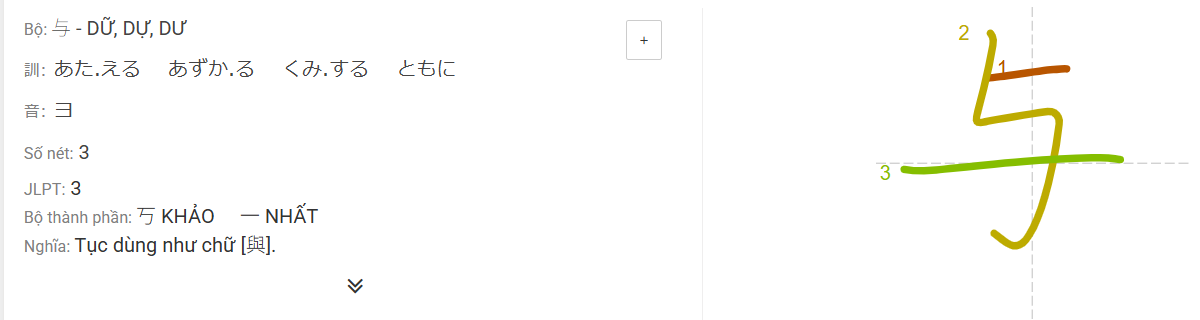 Bộ: 与 - DỮ, DỰ, DƯ
+
訓: あた.える あずか.る くみ.する ともに
音: ヨ
Số nét: 3
JLPT: 3
Bộ thành phần: 丂 KHẢO 一 NHẤT
Nghĩa: Tục dùng như chữ [與].
与
1
2
3